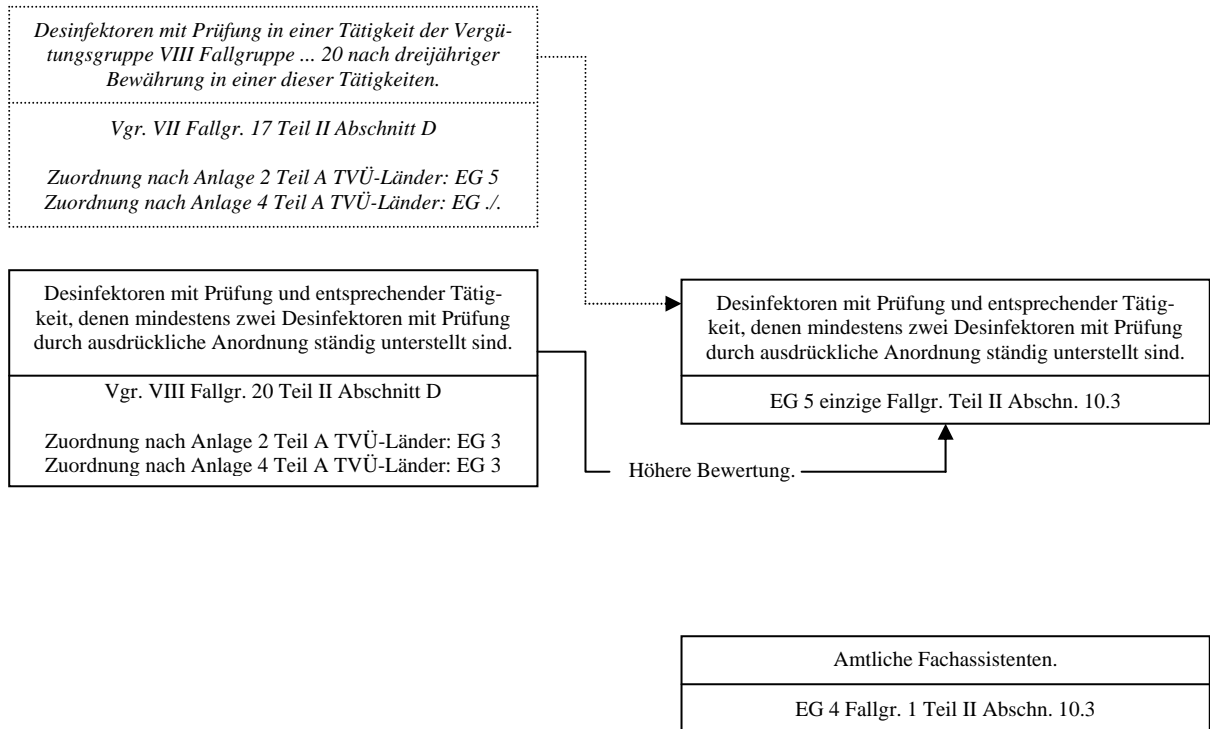 Desinfektoren mit Prüfung in einer Tätigkeit der Vergü-
tungsgruppe VIII Fallgruppe ... 20 nach dreijähriger
Bewährung in einer dieser Tätigkeiten.
Vgr. VII Fallgr. 17 Teil II Abschnitt D
Zuordnung nach Anlage 2 Teil A TVÜ-Länder: EG 5
Zuordnung nach Anlage 4 Teil A TVÜ-Länder: EG ./.
Desinfektoren mit Prüfung und entsprechender Tätig-
keit, denen mindestens zwei Desinfektoren mit Prüfung
durch ausdrückliche Anordnung ständig unterstellt sind.
Vgr. VIII Fallgr. 20 Teil II Abschnitt D
Zuordnung nach Anlage 2 Teil A TVÜ-Länder: EG 3
Zuordnung nach Anlage 4 Teil A TVÜ-Länder: EG 3
Desinfektoren mit Prüfung und entsprechender Tätig-
keit, denen mindestens zwei Desinfektoren mit Prüfung
durch ausdrückliche Anordnung ständig unterstellt sind.
EG 5 einzige Fallgr. Teil II Abschn. 10.3
Höhere Bewertung.
Amtliche Fachassistenten.
EG 4 Fallgr. 1 Teil II Abschn. 10.3